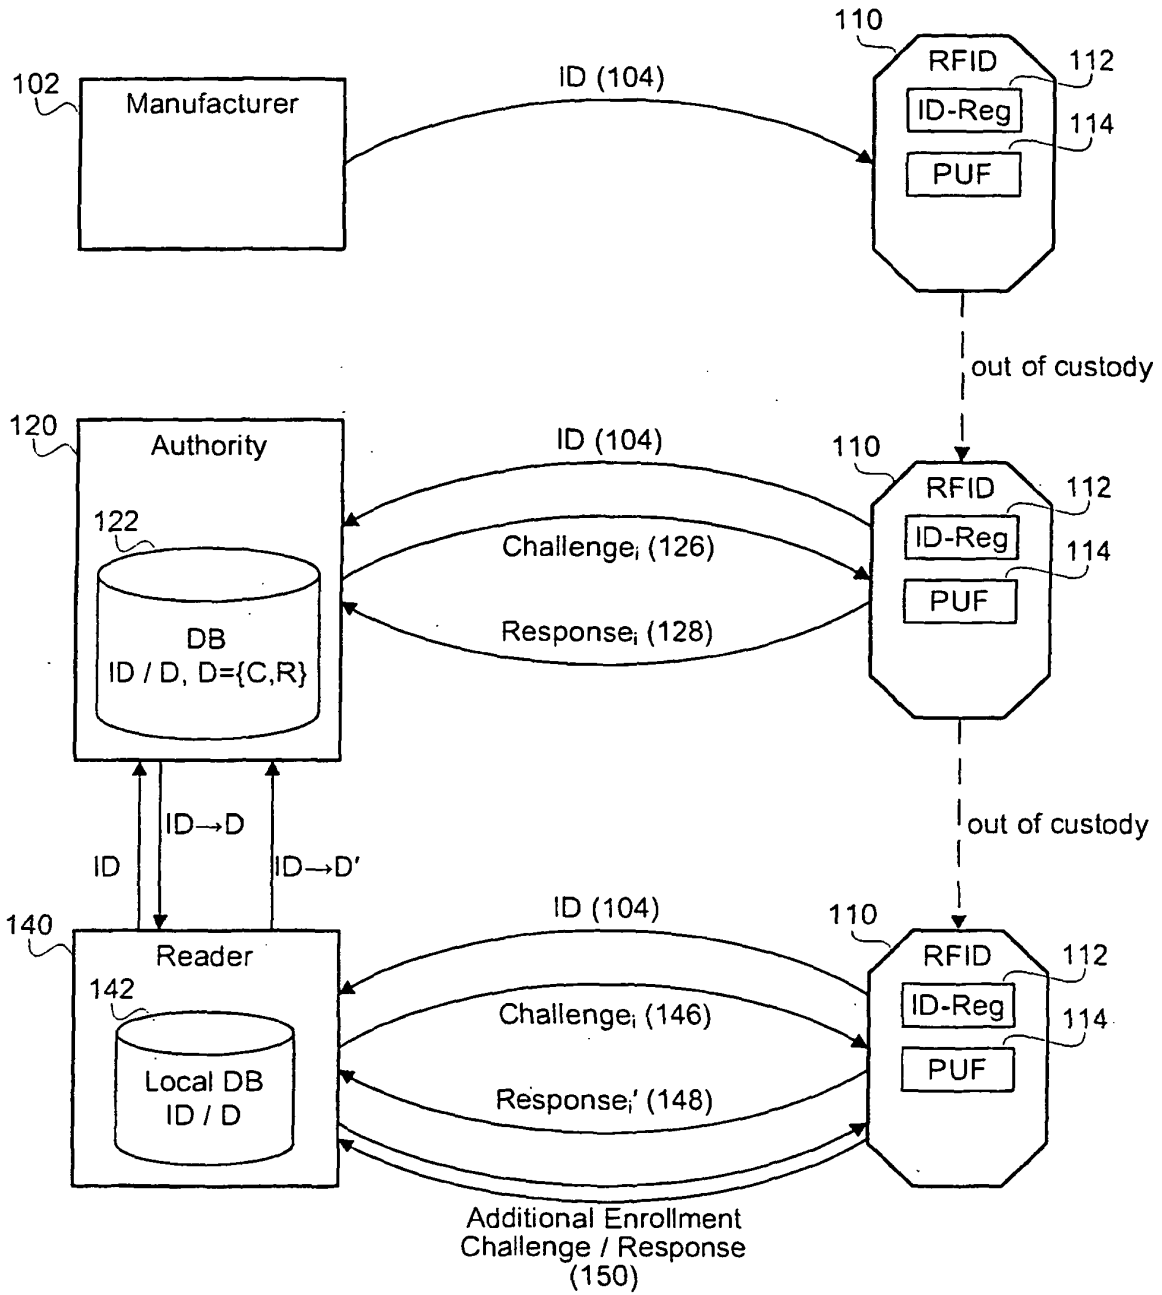 110
RFID
112
102
Manufacturer
ID (104)
ID-Reg
114
PUF
out of custody
120
Authority
ID (104)
110
RFID
112
122
Challengeᵢ (126)
ID-Reg
114
PUF
DB
ID / D, D={C,R}
Responseᵢ (128)
ID
ID→D
ID→D′
out of custody
140
Reader
ID (104)
110
RFID
112
142
Challengeᵢ (146)
ID-Reg
114
PUF
Local DB
ID / D
Responseᵢ′ (148)
Additional Enrollment
Challenge / Response
(150)